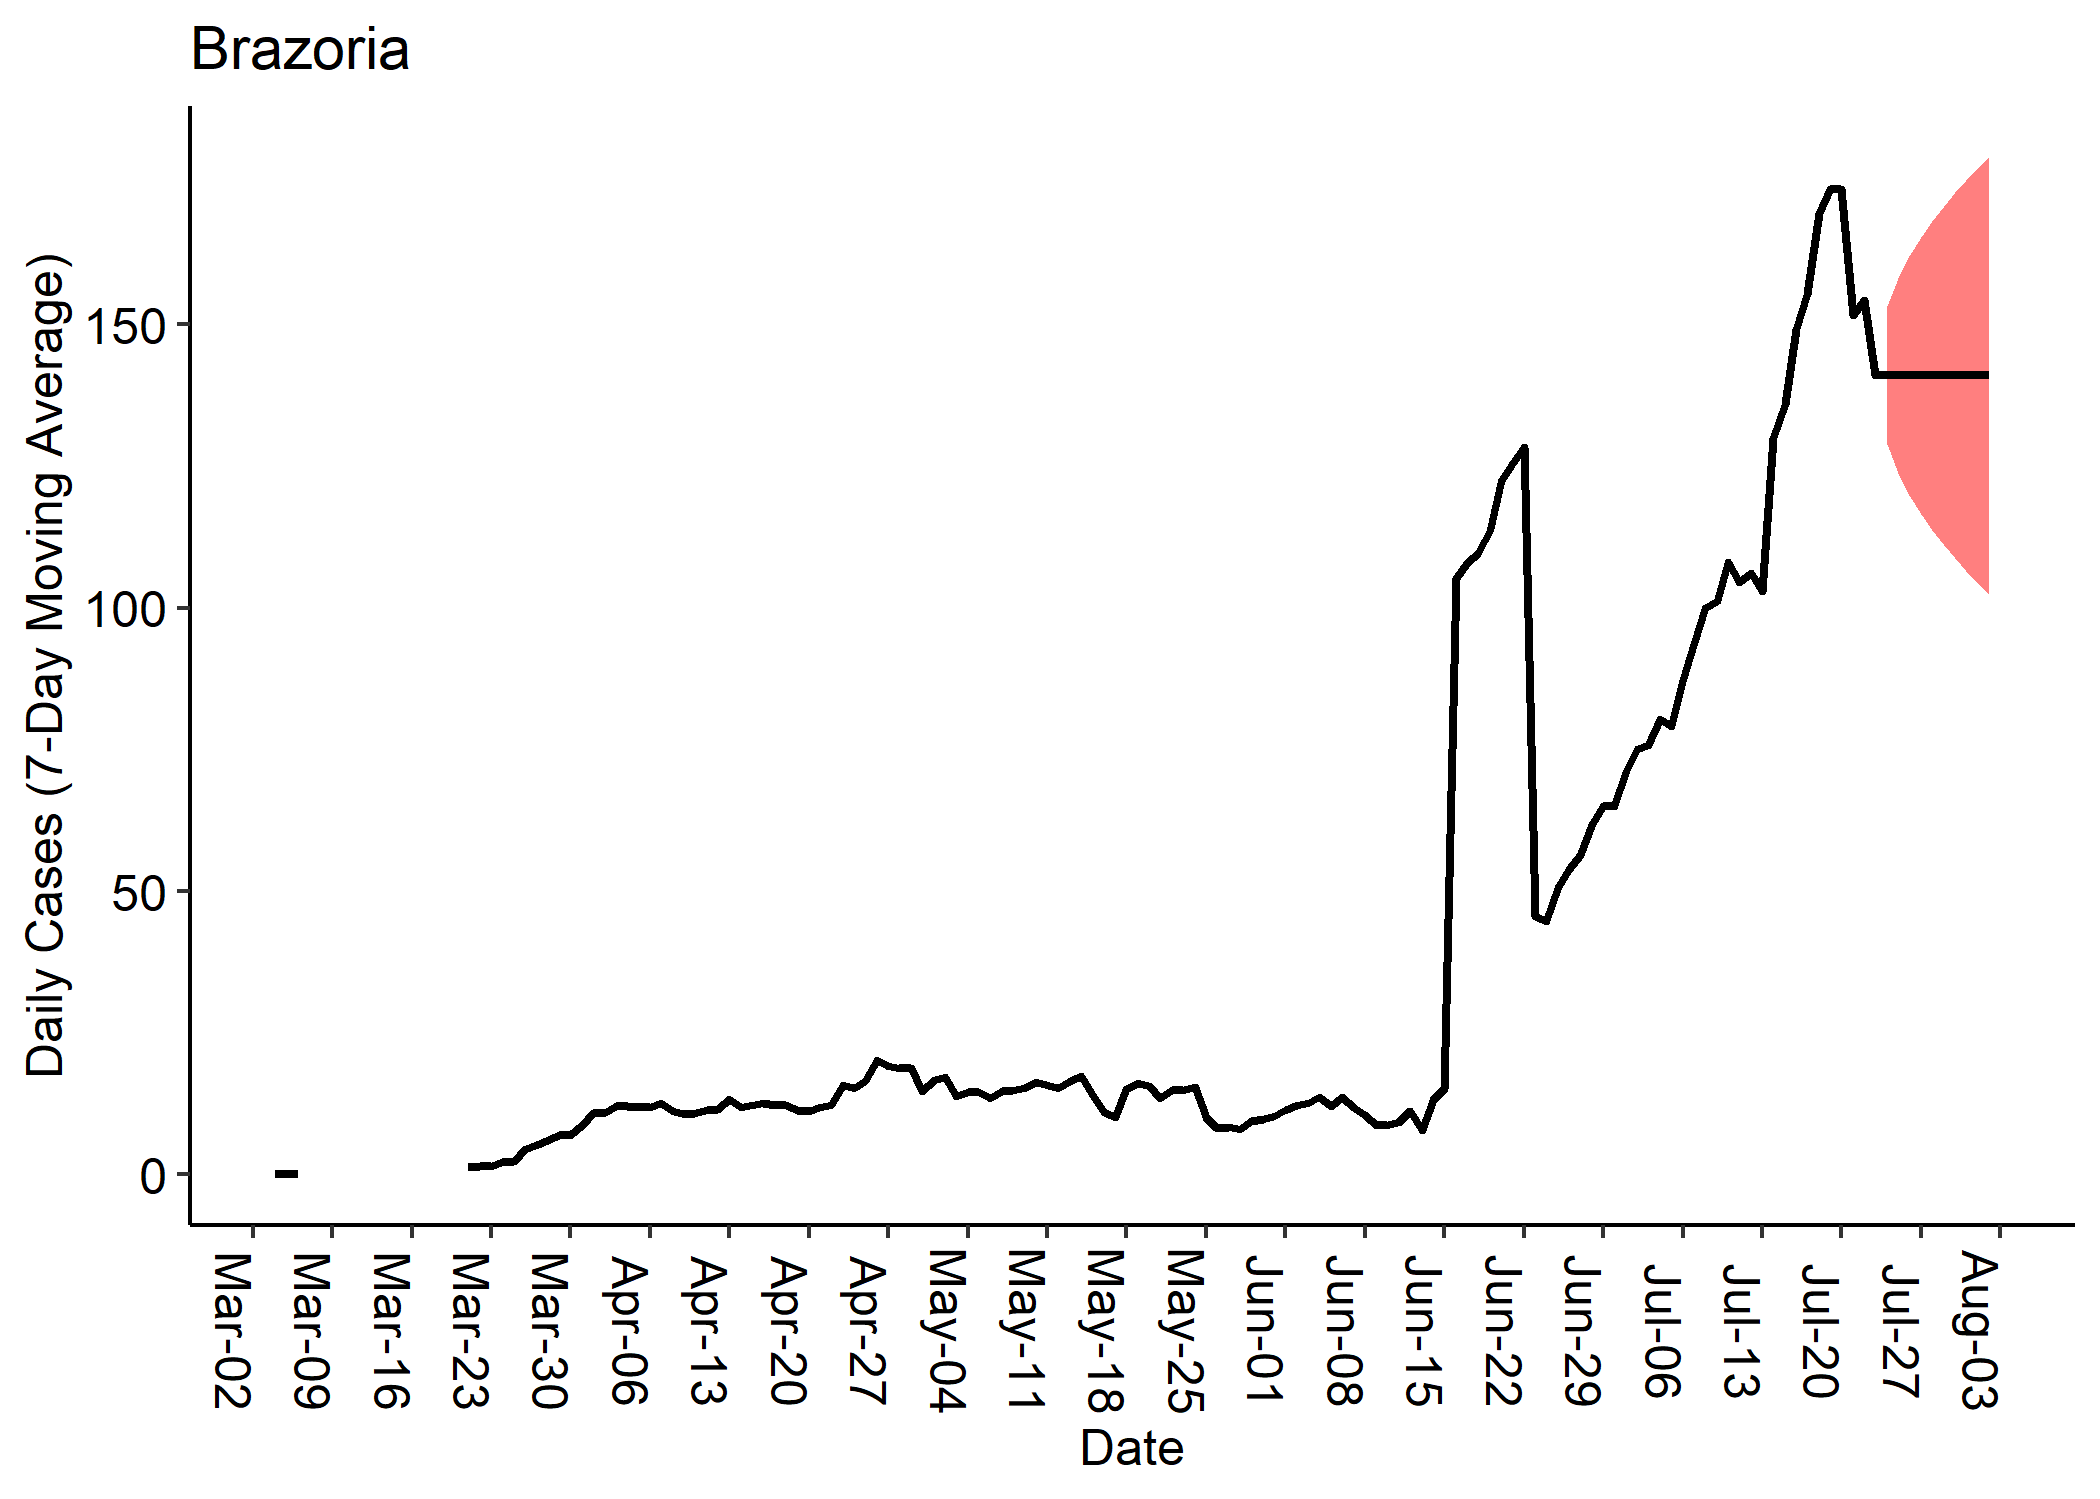 Brazoria
Daily Cases (7-Day Moving Average)
150
100
50
0
Mar-02
Mar-09
Mar-16
Mar-23
Mar-30
Apr-06
Apr-13
Apr-20
Apr-27
May-04
May-11
May-18
May-25
Jun-01
Jun-08
Jun-15
Jun-22
Jun-29
Jul-06
Jul-13
Jul-20
Jul-27
Aug-03
Date